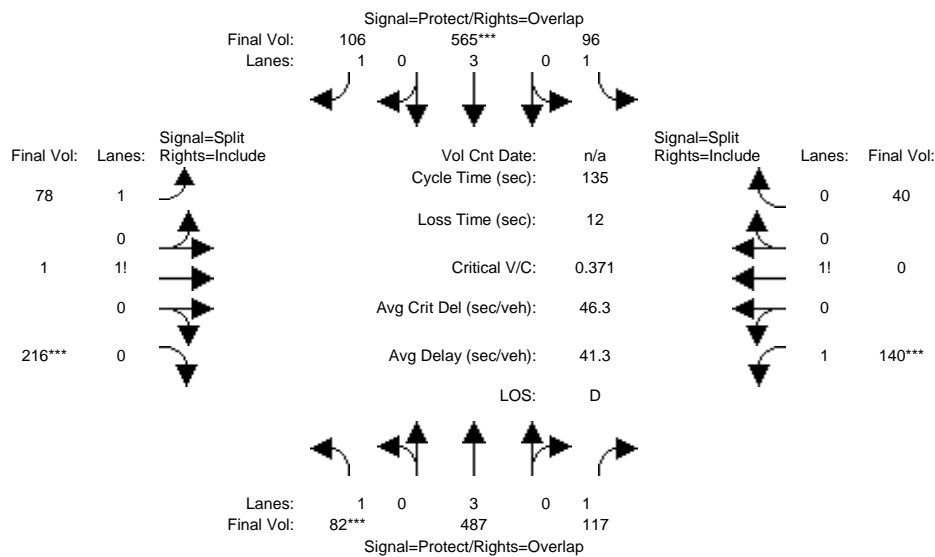 Signal=Protect/Rights=Overlap
Final Vol: 106 565*** 96
Lanes: 1 0 3 0 1
Signal=Split Signal=Split
Final Vol: Lanes: Rights=Include Vol Cnt Date: n/a Rights=Include Lanes: Final Vol:
Cycle Time (sec): 135
78 1 0 40
Loss Time (sec): 12
0 0
1 1! Critical V/C: 0.371 1! 0
0 Avg Crit Del (sec/veh): 46.3 0
216*** 0 Avg Delay (sec/veh): 41.3 1 140***
LOS: D
Lanes: 1 0 3 0 1
Final Vol: 82*** 487 117
Signal=Protect/Rights=Overlap